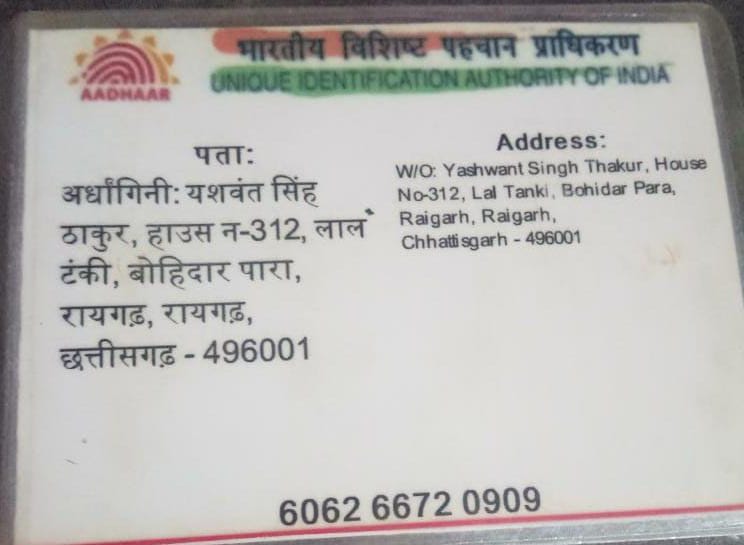 भारतीय विशिष्ट पहचान प्राधिकरण
UNIQUE IDENTIFICATION AUTHORITY OF INDIA
AADHAAR
पता:
अर्धांगिनी: यशवंत सिंह
ठाकुर, हाउस न-312, लाल
टंकी, बोहिदार पारा,
रायगढ़, रायगढ़,
छत्तीसगढ़ - 496001
Address:
W/O: Yashwant Singh Thakur, House
No-312, Lal Tanki, Bohidar Para,
Raigarh, Raigarh,
Chhattisgarh - 496001
6062 6672 0909